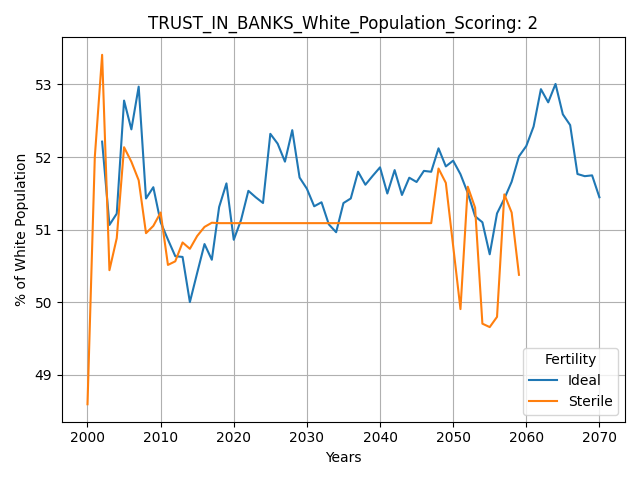 TRUST_IN_BANKS_White_Population_Scoring: 2
% of White Population
53
52
51
50
49
2000 2010 2020 2030 2040 2050 2060 2070
Years
Fertility
Ideal
Sterile